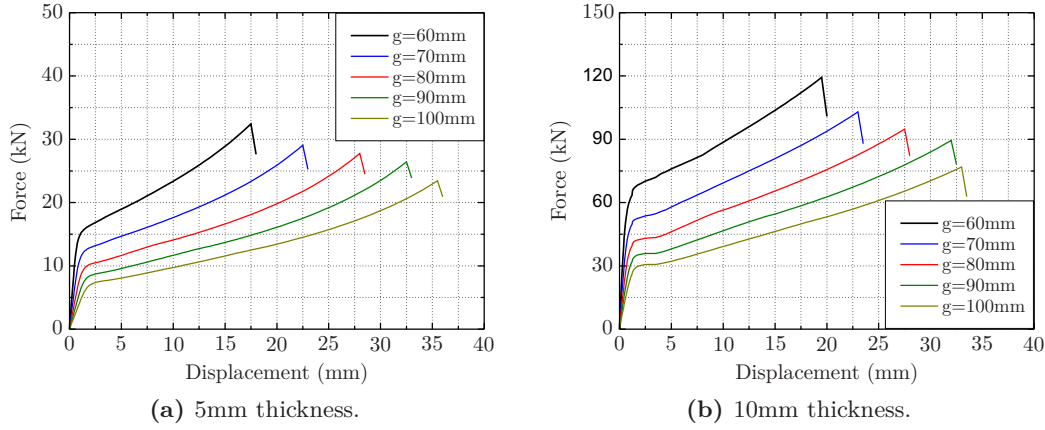 50
40
30
20
10
0
Force (kN)
0 5 10 15 20 25 30 35 40
Displacement (mm)
g=60mm
g=70mm
g=80mm
g=90mm
g=100mm
(a) 5mm thickness.
150
120
90
60
30
0
Force (kN)
0 5 10 15 20 25 30 35 40
Displacement (mm)
g=60mm
g=70mm
g=80mm
g=90mm
g=100mm
(b) 10mm thickness.